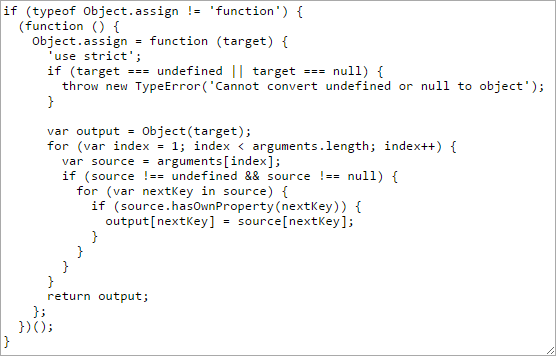 if (typeof Object.assign != 'function') {
  (function () {
    Object.assign = function (target) {
      'use strict';
      if (target === undefined || target === null) {
        throw new TypeError('Cannot convert undefined or null to object');
      }

      var output = Object(target);
      for (var index = 1; index < arguments.length; index++) {
        var source = arguments[index];
        if (source !== undefined && source !== null) {
          for (var nextKey in source) {
            if (source.hasOwnProperty(nextKey)) {
              output[nextKey] = source[nextKey];
            }
          }
        }
      }
      return output;
    };
  })();
}